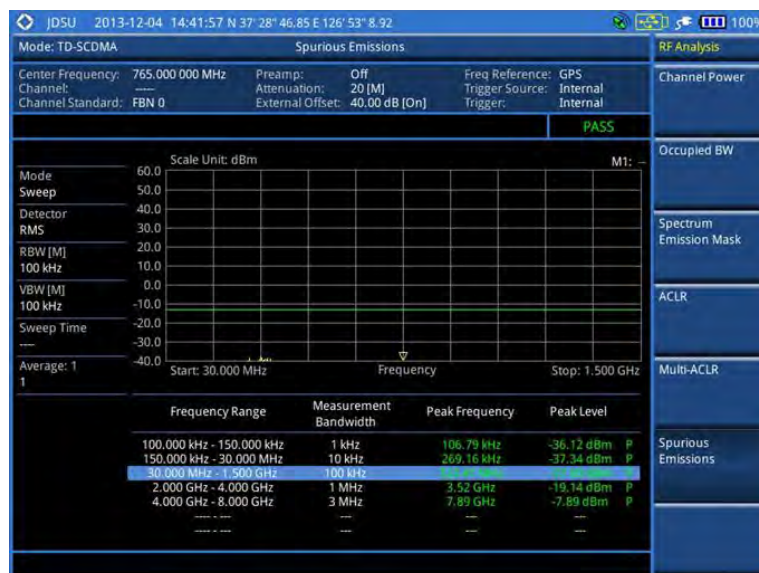 JDSU 2013-12-04 14:41:57 N 37' 28" 46.85 E 126' 53" 8.92 100%
Mode: TD-SCDMA Spurious Emissions RF Analysis
Center Frequency: 765.000 000 MHz Preamp: Off Freq Reference: GPS
Channel: ---- Attenuation: 20 [M] Trigger Source: Internal
Channel Standard: FBN 0 External Offset: 40.00 dB [On] Trigger: Internal
Channel Power
PASS
Occupied BW
Scale Unit: dBm M1: --
Mode
Sweep
Detector
RMS
RBW [M]
100 kHz
VBW [M]
100 kHz
Sweep Time
----
Average: 1
1
60.0
50.0
40.0
30.0
20.0
10.0
0.0
-10.0
-20.0
-30.0
-40.0
Start: 30.000 MHz Frequency Stop: 1.500 GHz
Spectrum
Emission Mask
ACLR
Multi-ACLR
Spurious
Emissions
Frequency Range Measurement Bandwidth Peak Frequency Peak Level
100.000 kHz - 150.000 kHz 1 kHz 106.79 kHz -36.12 dBm P
150.000 kHz - 30.000 MHz 10 kHz 269.16 kHz -37.34 dBm P
30.000 MHz - 1.500 GHz 100 kHz
2.000 GHz - 4.000 GHz 1 MHz 3.52 GHz -19.14 dBm P
4.000 GHz - 8.000 GHz 3 MHz 7.89 GHz -7.89 dBm P
---- - --- --- --- ---
---- - --- --- --- ---